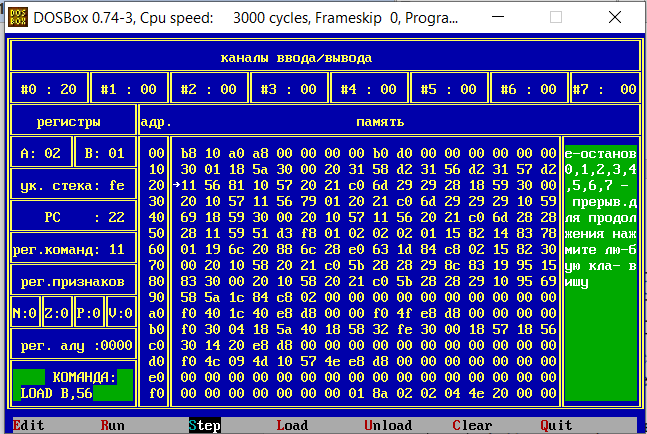 DOSBox 0.74-3, Cpu speed: 3000 cycles, Frameskip 0, Progra...
каналы ввода/вывода
#0 : 20 #1 : 00 #2 : 00 #3 : 00 #4 : 00 #5 : 00 #6 : 00 #7 : 00
регистры адр. память
A: 02 B: 01 00 b8 10 a0 a8 00 00 00 00 b0 d0 00 00 00 00 00 00 e-останов
10 30 01 18 5a 30 00 20 31 58 d2 31 56 d2 31 57 d2 0,1,2,3,4
ук. стека: fe 20 →11 56 81 10 57 20 21 c0 6d 29 29 28 18 59 30 00 ,5,6,7 -
30 20 10 57 11 56 79 01 20 21 c0 6d 29 29 29 10 59 прерыв.д
PC : 22 40 69 18 59 30 00 20 10 57 11 56 20 21 c0 6d 28 28 ля продол
50 28 11 59 51 d3 f8 01 02 02 02 01 15 82 14 83 78 жения наж
рег.команд: 11 60 01 19 6c 20 88 6c 28 e0 63 1d 84 c8 02 15 82 30 мите лю-б
70 00 20 10 58 20 21 c0 5b 28 28 29 8c 83 19 95 15 ую кла- в
рег.признаков 80 83 30 00 20 10 58 20 21 c0 5b 28 28 29 10 95 69 ишу
90 58 5a 1c 84 c8 02 00 00 00 00 00 00 00 00 00 00
N:0 Z:0 P:0 V:0 a0 f0 40 1c 40 e8 d8 00 00 f0 4f e8 d8 00 00 00 00
b0 f0 30 04 18 5a 40 18 58 32 fe 30 00 18 57 18 56
рег. алу :0000 c0 30 14 20 e8 d8 00 00 00 00 00 00 00 00 00 00 00
d0 f0 4c 09 4d 10 57 4e e8 d8 00 00 00 00 00 00 00
КОМАНДА: e0 00 00 00 00 00 00 00 00 00 00 00 00 00 00 00 00
LOAD B,56 f0 00 00 00 00 00 00 00 01 8a 02 02 04 4e 20 00 00
Edit Run Step Load Unload Clear Quit